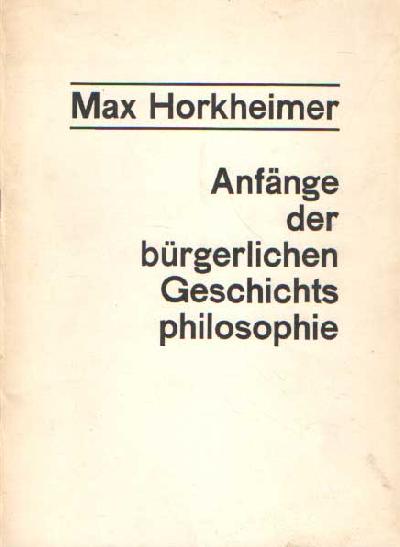 Max Horkheimer
Anfänge
der
bürgerlichen
Geschichts
philosophie